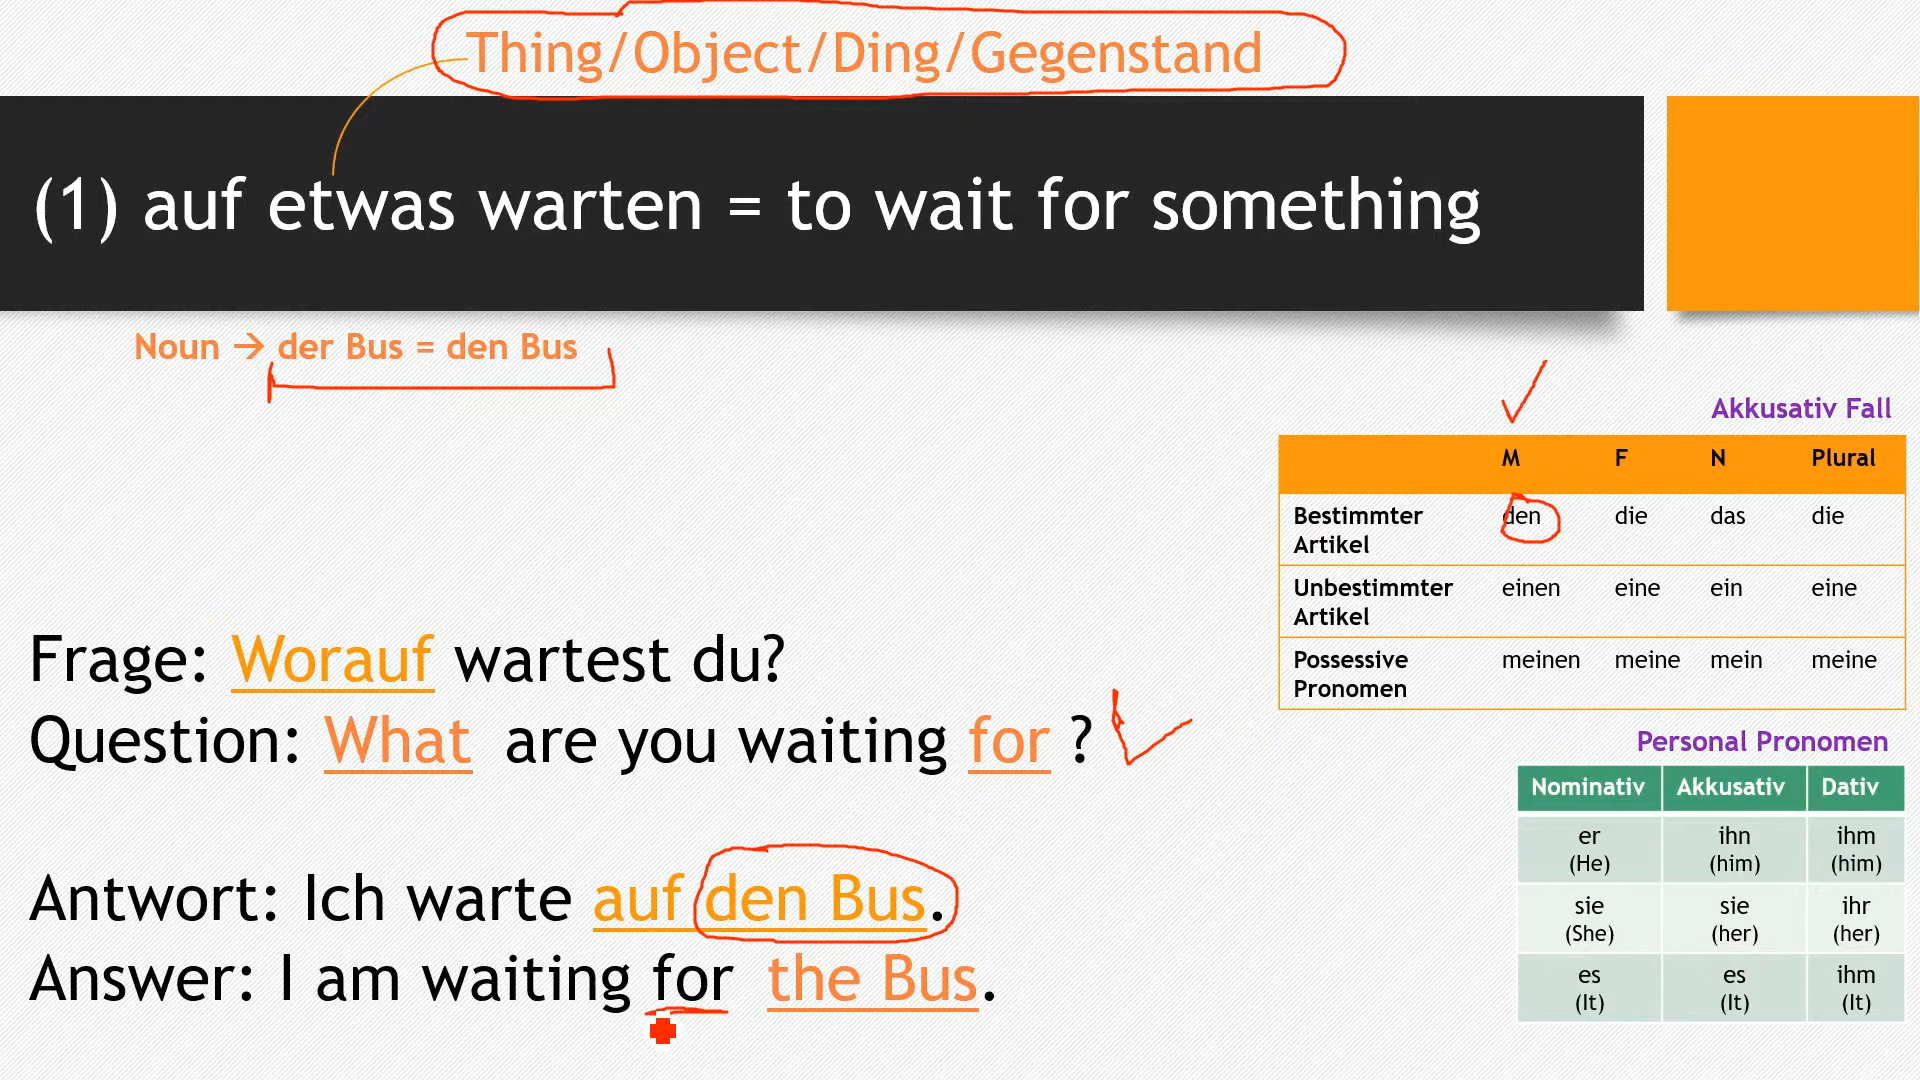 Thing/Object/Ding/Gegenstand
(1) auf etwas warten = to wait for something
Noun → der Bus = den Bus
Akkusativ Fall
M F N Plural
Bestimmter Artikel den die das die
Unbestimmter Artikel einen eine ein eine
Possessive Pronomen meinen meine mein meine
Frage: Worauf wartest du?
Question: What are you waiting for ?
Antwort: Ich warte auf den Bus.
Answer: I am waiting for the Bus.
Personal Pronomen
Nominativ Akkusativ Dativ
er (He) ihn (him) ihm (him)
sie (She) sie (her) ihr (her)
es (It) es (It) ihm (It)